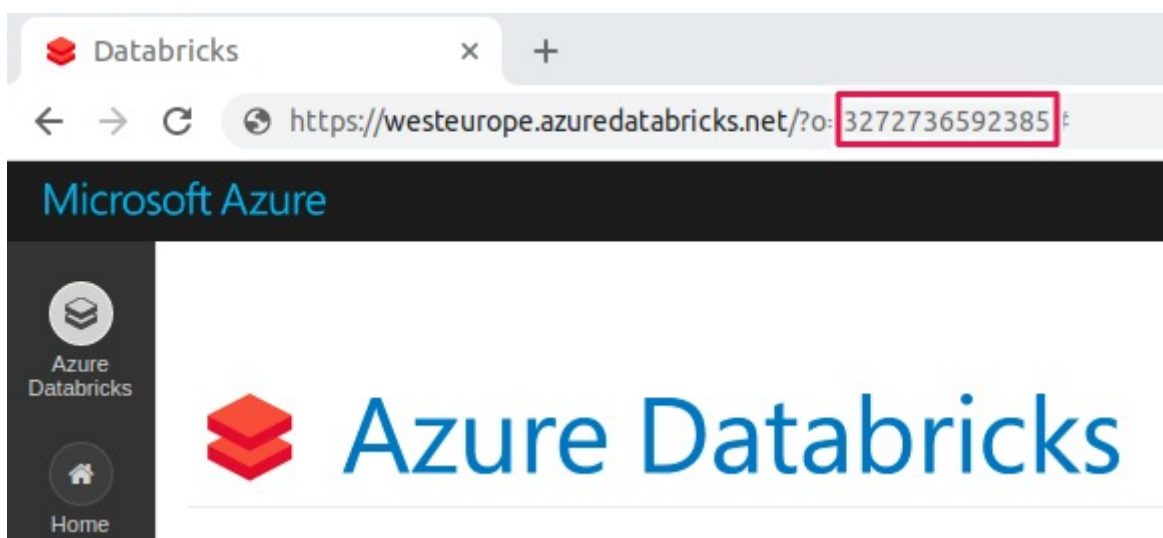 Databricks × +
https://westeurope.azuredatabricks.net/?o=3272736592385#
Microsoft Azure
Azure
Databricks
Azure Databricks
Home